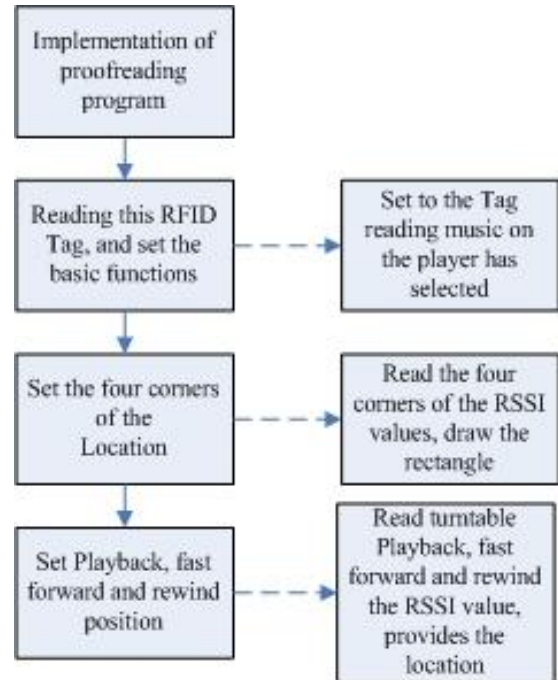 Implementation of
proofreading
program
Reading this RFID
Tag, and set the
basic functions
Set to the Tag
reading music on
the player has
selected
Set the four corners
of the
Location
Read the four
corners of the RSSI
values, draw the
rectangle
Set Playback, fast
forward and rewind
position
Read turntable
Playback, fast
forward and rewind
the RSSI value,
provides the
location